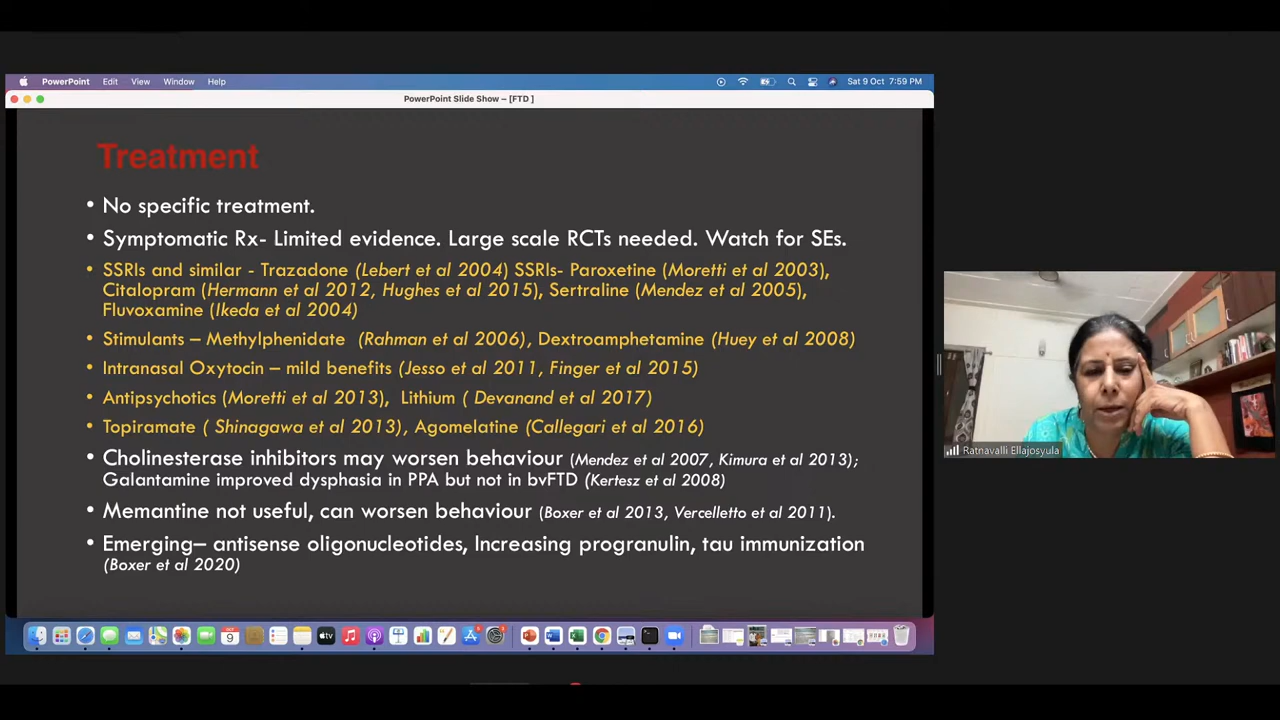 PowerPoint Edit View Window Help Sat 9 Oct 7:59 PM
PowerPoint Slide Show – [FTD ]
Treatment
• No specific treatment.
• Symptomatic Rx- Limited evidence. Large scale RCTs needed. Watch for SEs.
• SSRIs and similar - Trazadone (Lebert et al 2004) SSRIs- Paroxetine (Moretti et al 2003),
Citalopram (Hermann et al 2012, Hughes et al 2015), Sertraline (Mendez et al 2005),
Fluvoxamine (Ikeda et al 2004)
• Stimulants – Methylphenidate (Rahman et al 2006), Dextroamphetamine (Huey et al 2008)
• Intranasal Oxytocin – mild benefits (Jesso et al 2011, Finger et al 2015)
• Antipsychotics (Moretti et al 2013), Lithium ( Devanand et al 2017)
• Topiramate ( Shinagawa et al 2013), Agomelatine (Callegari et al 2016)
• Cholinesterase inhibitors may worsen behaviour (Mendez et al 2007, Kimura et al 2013);
Galantamine improved dysphasia in PPA but not in bvFTD (Kertesz et al 2008)
• Memantine not useful, can worsen behaviour (Boxer et al 2013, Vercelletto et al 2011).
• Emerging– antisense oligonucleotides, Increasing progranulin, tau immunization
(Boxer et al 2020)
Ratnavalli Ellajosyula
9
tv